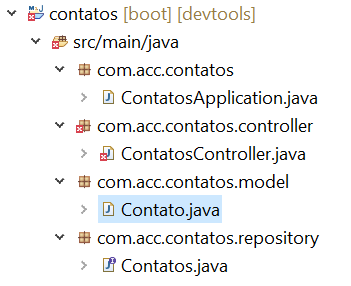 contatos [boot] [devtools]
src/main/java
com.acc.contatos
ContatosApplication.java
com.acc.contatos.controller
ContatosController.java
com.acc.contatos.model
Contato.java
com.acc.contatos.repository
Contatos.java